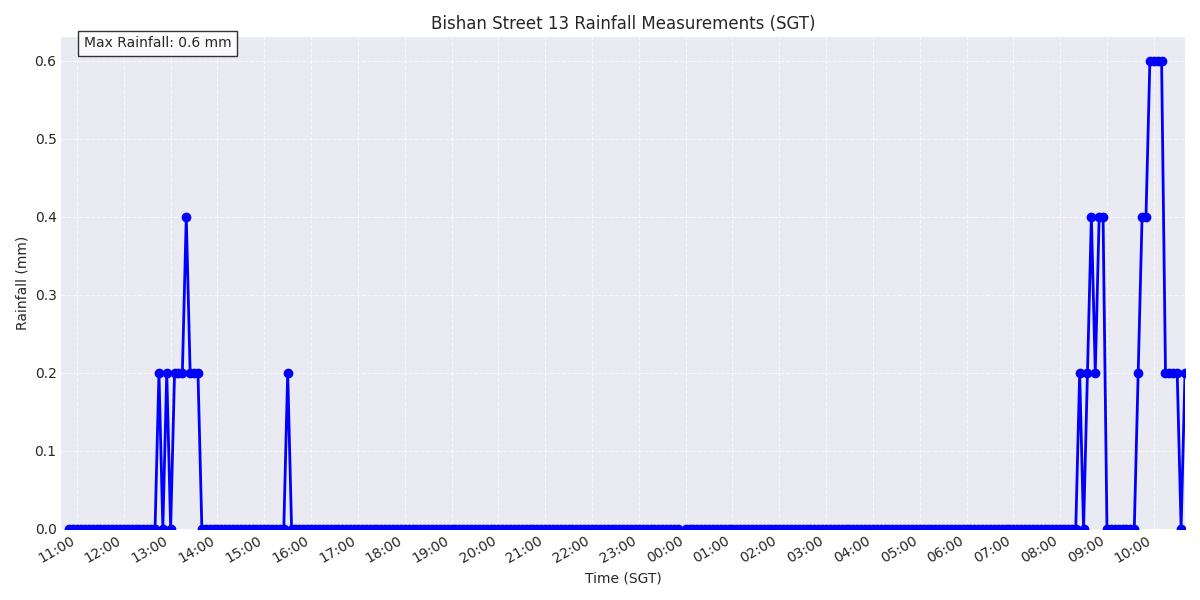 Bishan Street 13 Rainfall Measurements (SGT)
Max Rainfall: 0.6 mm
0.6
0.5
0.4
0.3
0.2
0.1
0.0
Rainfall (mm)
11:00 12:00 13:00 14:00 15:00 16:00 17:00 18:00 19:00 20:00 21:00 22:00 23:00 00:00 01:00 02:00 03:00 04:00 05:00 06:00 07:00 08:00 09:00 10:00
Time (SGT)